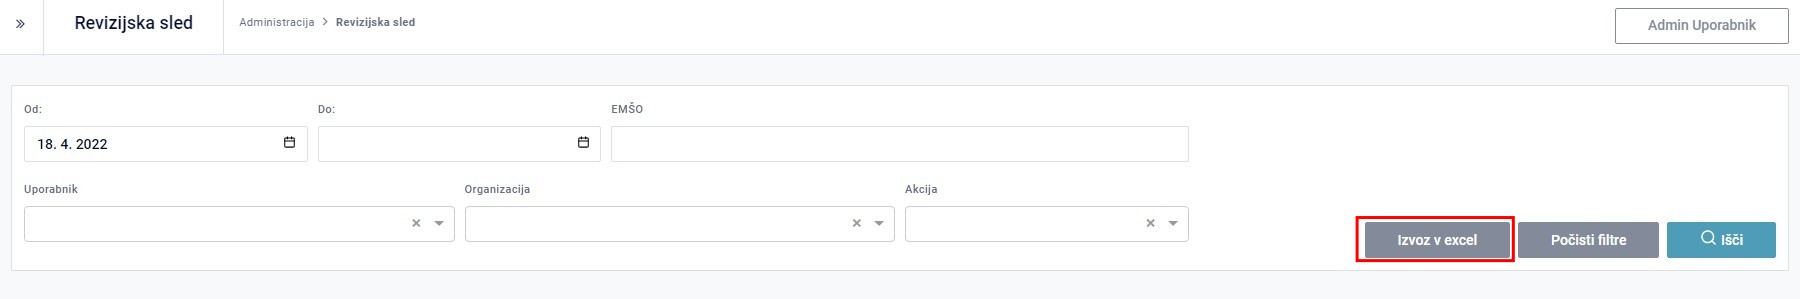 Revizijska sled
Administracija > Revizijska sled
Admin Uporabnik
Od:
Do:
EMŠO
18. 4. 2022
Uporabnik
Organizacija
Akcija
Izvoz v excel
Počisti filtre
Išči